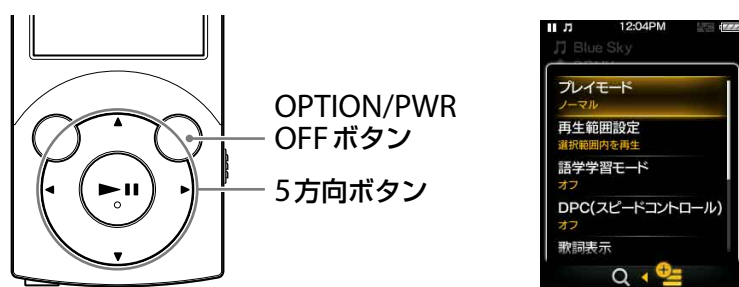 OPTION/PWR
OFFボタン
5方向ボタン
12:04PM
Blue Sky
プレイモード
ノーマル
再生範囲設定
選択範囲内を再生
語学学習モード
オフ
DPC(スピードコントロール)
オフ
歌詞表示